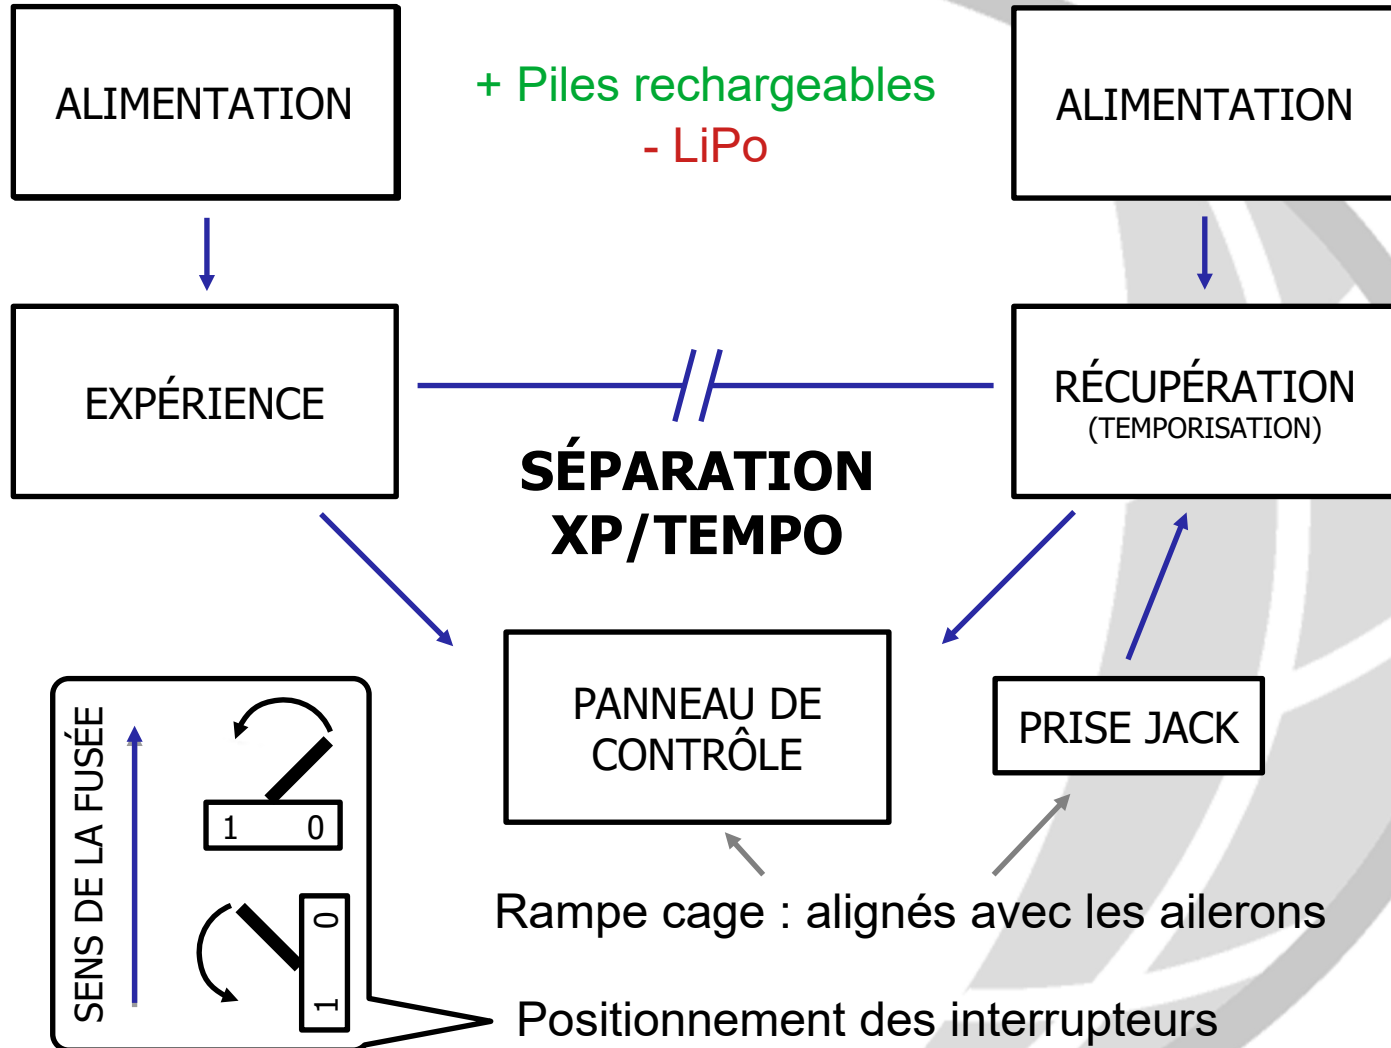 ALIMENTATION
+ Piles rechargeables
- LiPo
ALIMENTATION
EXPÉRIENCE
RÉCUPÉRATION
(TEMPORISATION)
SÉPARATION
XP/TEMPO
PANNEAU DE
CONTRÔLE
PRISE JACK
SENS DE LA FUSÉE
1 0
1 0
Rampe cage : alignés avec les ailerons
Positionnement des interrupteurs